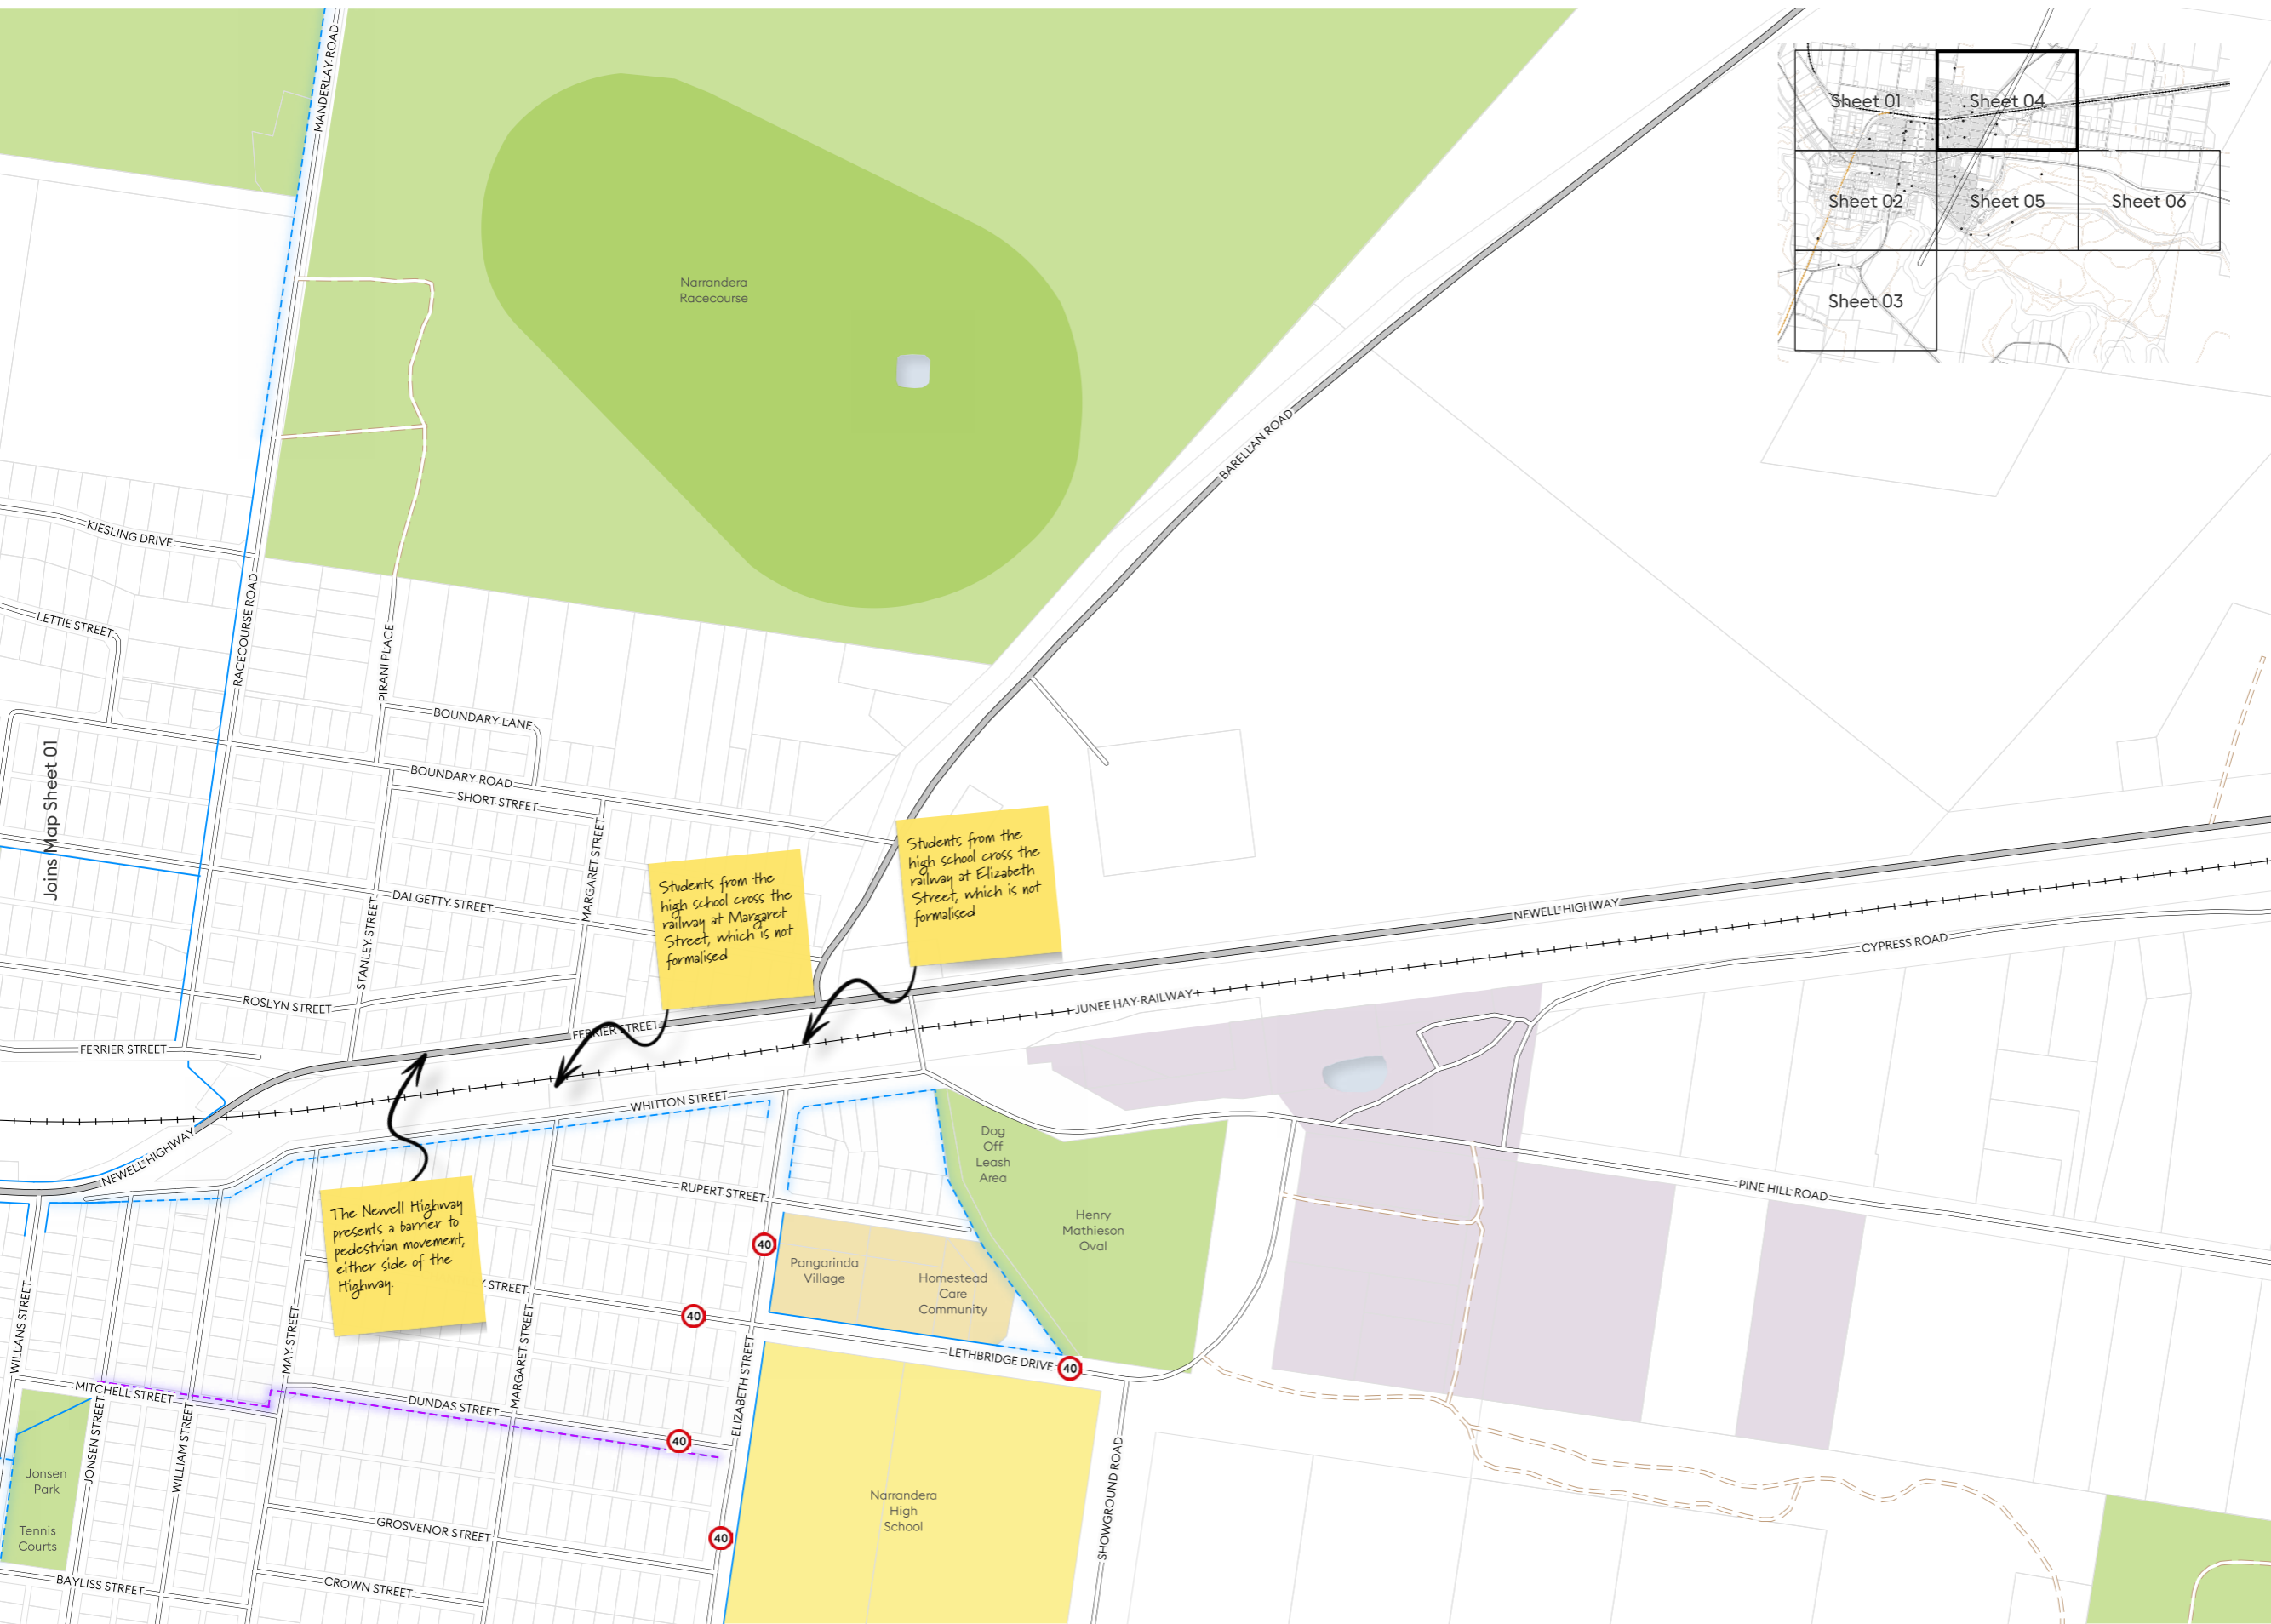 MANDERLAY ROAD
Sheet 01
Sheet 04
Sheet 02
Sheet 05
Sheet 06
Sheet 03
Narrandera
Racecourse
BARELLAN ROAD
KIESLING DRIVE
RACECOURSE ROAD
LETTIE STREET
PIRANI PLACE
BOUNDARY LANE
BOUNDARY ROAD
SHORT STREET
Joins Map Sheet 01
MARGARET STREET
Students from the
high school cross the
railway at Elizabeth
Street, which is not
formalised
Students from the
high school cross the
railway at Margaret
Street, which is not
formalised
DALGETTY STREET
STANLEY STREET
NEWELL HIGHWAY
CYPRESS ROAD
ROSLYN STREET
JUNEE HAY RAILWAY
FERRIER STREET
FERRIER STREET
WHITTON STREET
NEWELL HIGHWAY
Dog
Off
Leash
Area
RUPERT STREET
PINE HILL ROAD
The Newell Highway
presents a barrier to
pedestrian movement,
either side of the
Highway.
Henry
Mathieson
Oval
40
Pangarinda
Village
Homestead
Care
Community
Y STREET
40
WILLANS STREET
MAY STREET
MARGARET STREET
ELIZABETH STREET
LETHBRIDGE DRIVE
40
MITCHELL STREET
DUNDAS STREET
40
JONSEN STREET
WILLIAM STREET
Jonsen
Park
Tennis
Courts
Narrandera
High
School
SHOWGROUND ROAD
GROSVENOR STREET
40
BAYLISS STREET
CROWN STREET